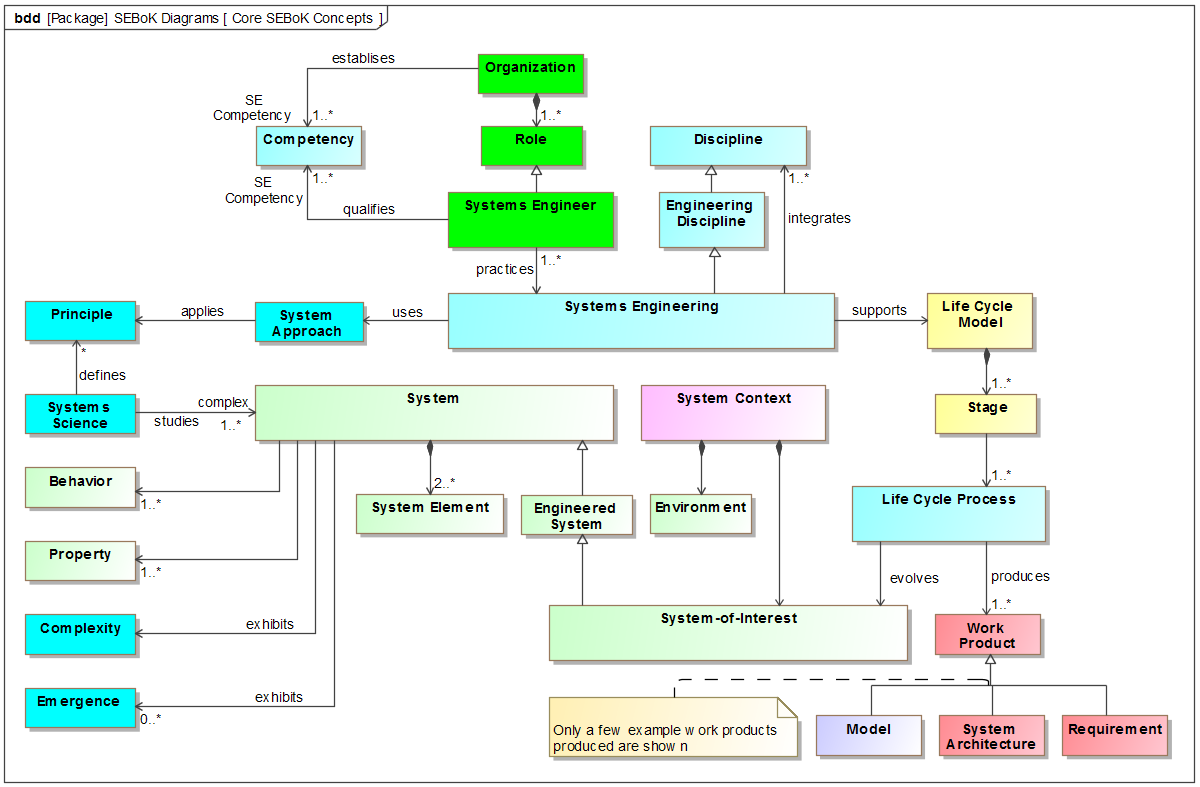 bdd [Package] SEBoK Diagrams [ Core SEBoK Concepts ]
establises
Organization
SE
Competency
1..*
1..*
Competency
Role
Discipline
1..*
1..*
SE
Competency
qualifies
Systems Engineer
Engineering
Discipline
integrates
1..*
practices
Principle
applies
System
Approach
uses
Systems Engineering
supports
Life Cycle
Model
*
defines
1..*
Systems
Science
complex
studies
1..*
System
System Context
Stage
Behavior
1..*
2..*
System Element
Engineered
System
Environment
1..*
Life Cycle Process
Property
1..*
evolves
produces
1..*
Complexity
exhibits
System-of-Interest
Work
Product
Emergence
0..*
exhibits
Only a few example work products
produced are shown
Model
System
Architecture
Requirement